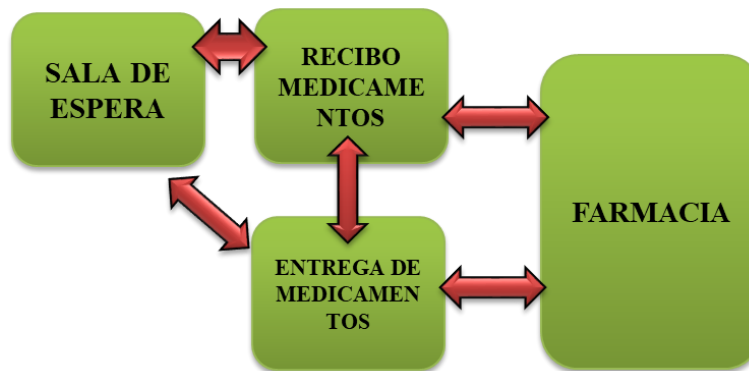 SALA DE
ESPERA
RECIBO
MEDICAME
NTOS
ENTREGA DE
MEDICAMEN
TOS
FARMACIA